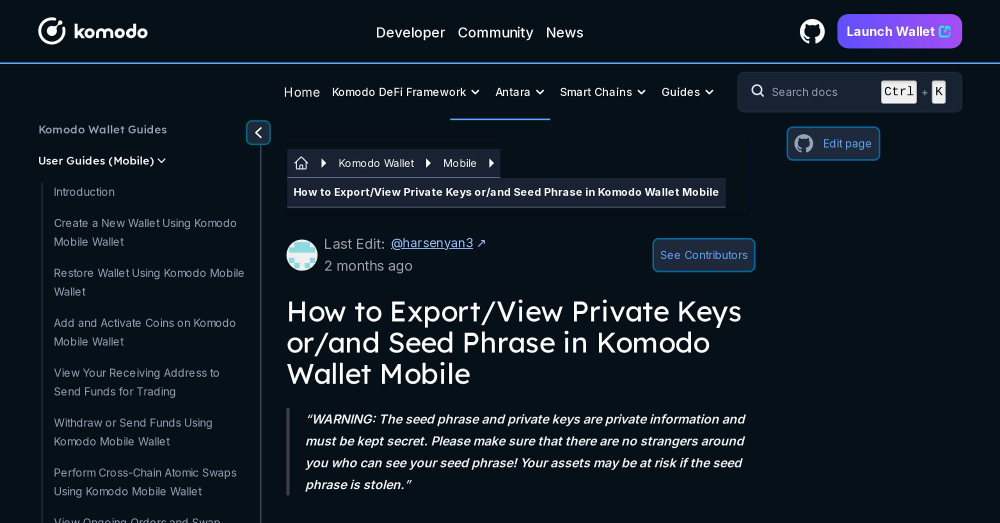 komodo
Developer Community News
Launch Wallet
Home Komodo DeFi Framework Antara Smart Chains Guides
Search docs Ctrl + K
Komodo Wallet Guides
User Guides (Mobile)
Introduction
Create a New Wallet Using Komodo
Mobile Wallet
Restore Wallet Using Komodo Mobile
Wallet
Add and Activate Coins on Komodo
Mobile Wallet
View Your Receiving Address to
Send Funds for Trading
Withdraw or Send Funds Using
Komodo Mobile Wallet
Perform Cross-Chain Atomic Swaps
Using Komodo Mobile Wallet
View Ongoing Orders and Swap
Edit page
Komodo Wallet Mobile
How to Export/View Private Keys or/and Seed Phrase in Komodo Wallet Mobile
Last Edit: @harsenyan3 ↗
2 months ago
See Contributors
How to Export/View Private Keys
or/and Seed Phrase in Komodo
Wallet Mobile
“WARNING: The seed phrase and private keys are private information and
must be kept secret. Please make sure that there are no strangers around
you who can see your seed phrase! Your assets may be at risk if the seed
phrase is stolen.”